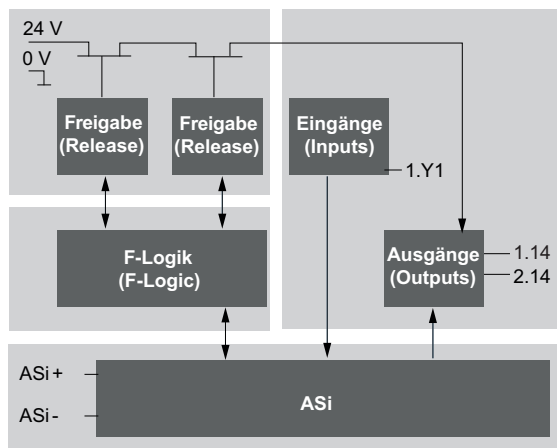 24 V
0 V
Freigabe
(Release)
Freigabe
(Release)
Eingänge
(Inputs)
1.Y1
F-Logik
(F-Logic)
Ausgänge
(Outputs)
1.14
2.14
ASi+
ASi-
ASi